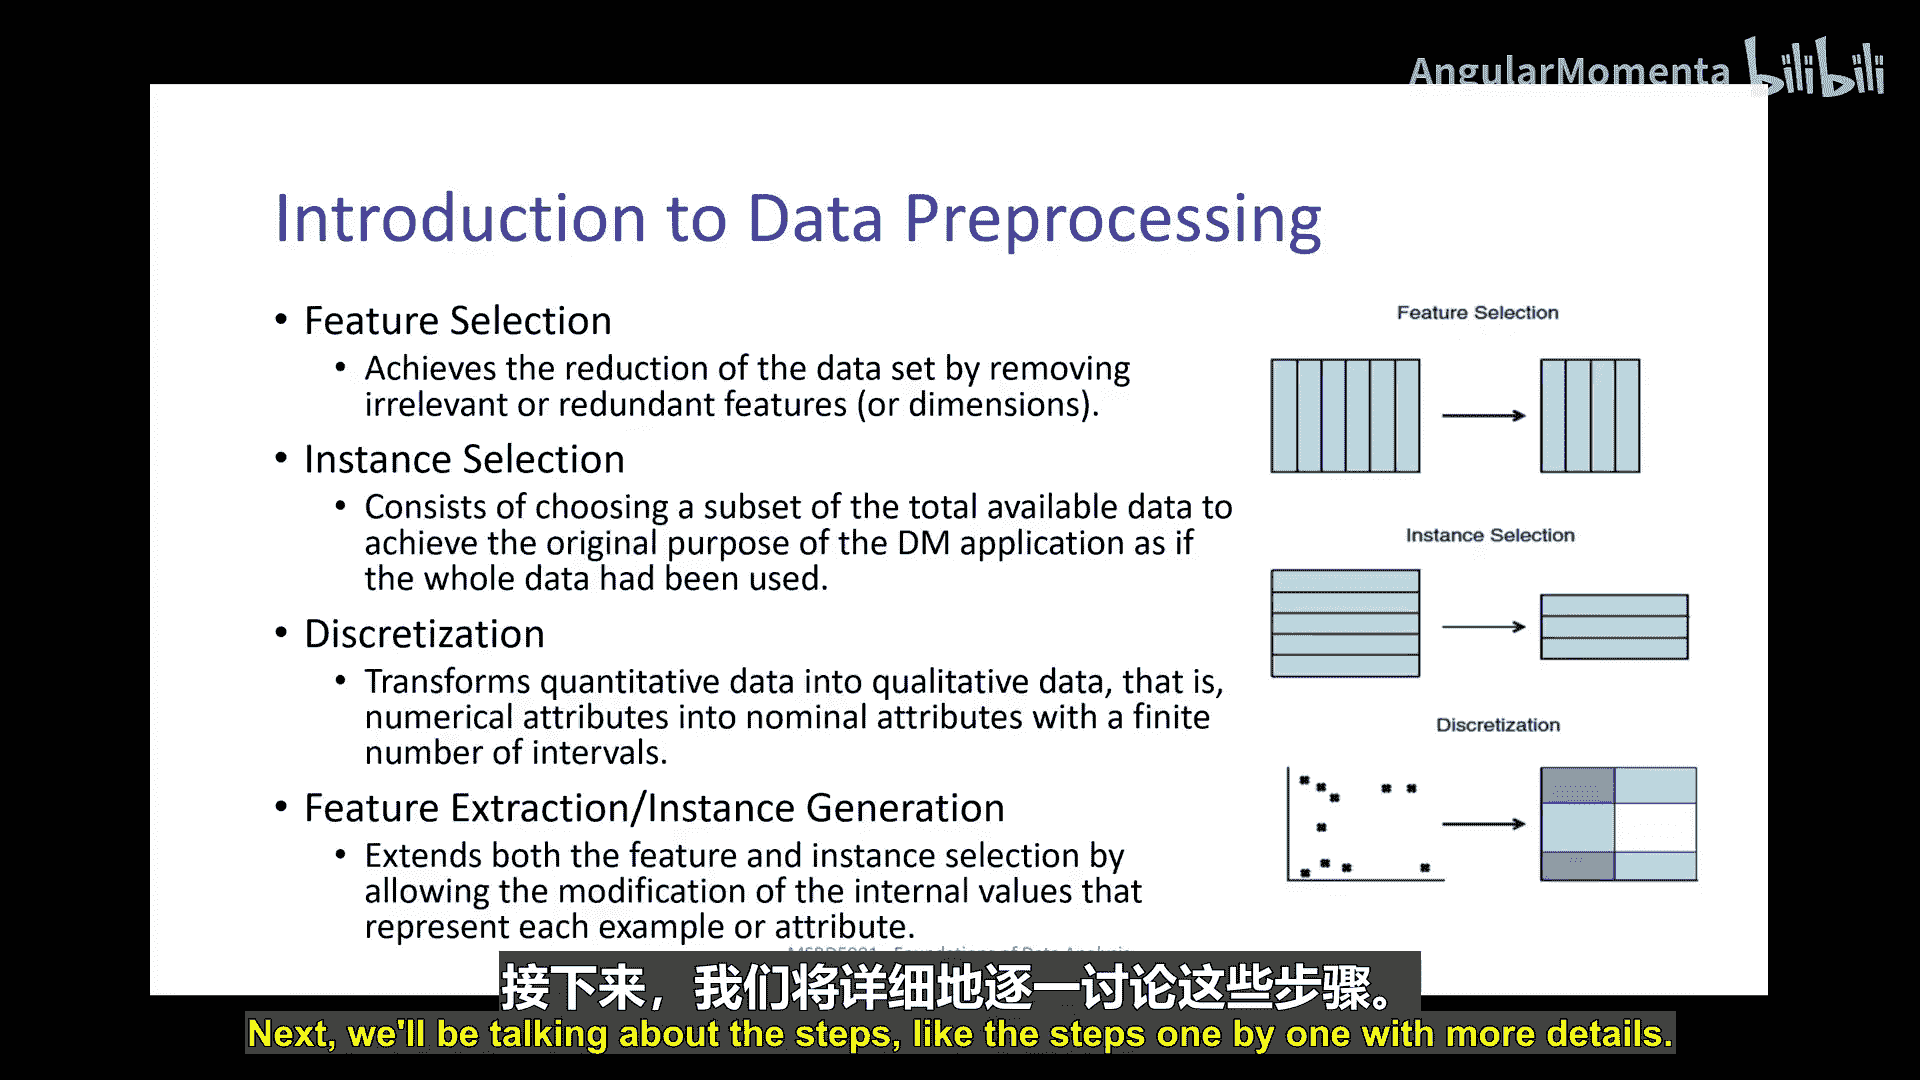 AngularMomenta bilibili
Introduction to Data Preprocessing
• Feature Selection
• Achieves the reduction of the data set by removing
irrelevant or redundant features (or dimensions).
• Instance Selection
• Consists of choosing a subset of the total available data to
achieve the original purpose of the DM application as if
the whole data had been used.
• Discretization
• Transforms quantitative data into qualitative data, that is,
numerical attributes into nominal attributes with a finite
number of intervals.
• Feature Extraction/Instance Generation
• Extends both the feature and instance selection by
allowing the modification of the internal values that
represent each example or attribute.
Feature Selection
Instance Selection
Discretization
接下来，我们将详细地逐一讨论这些步骤。
Next, we'll be talking about the steps, like the steps one by one with more details.